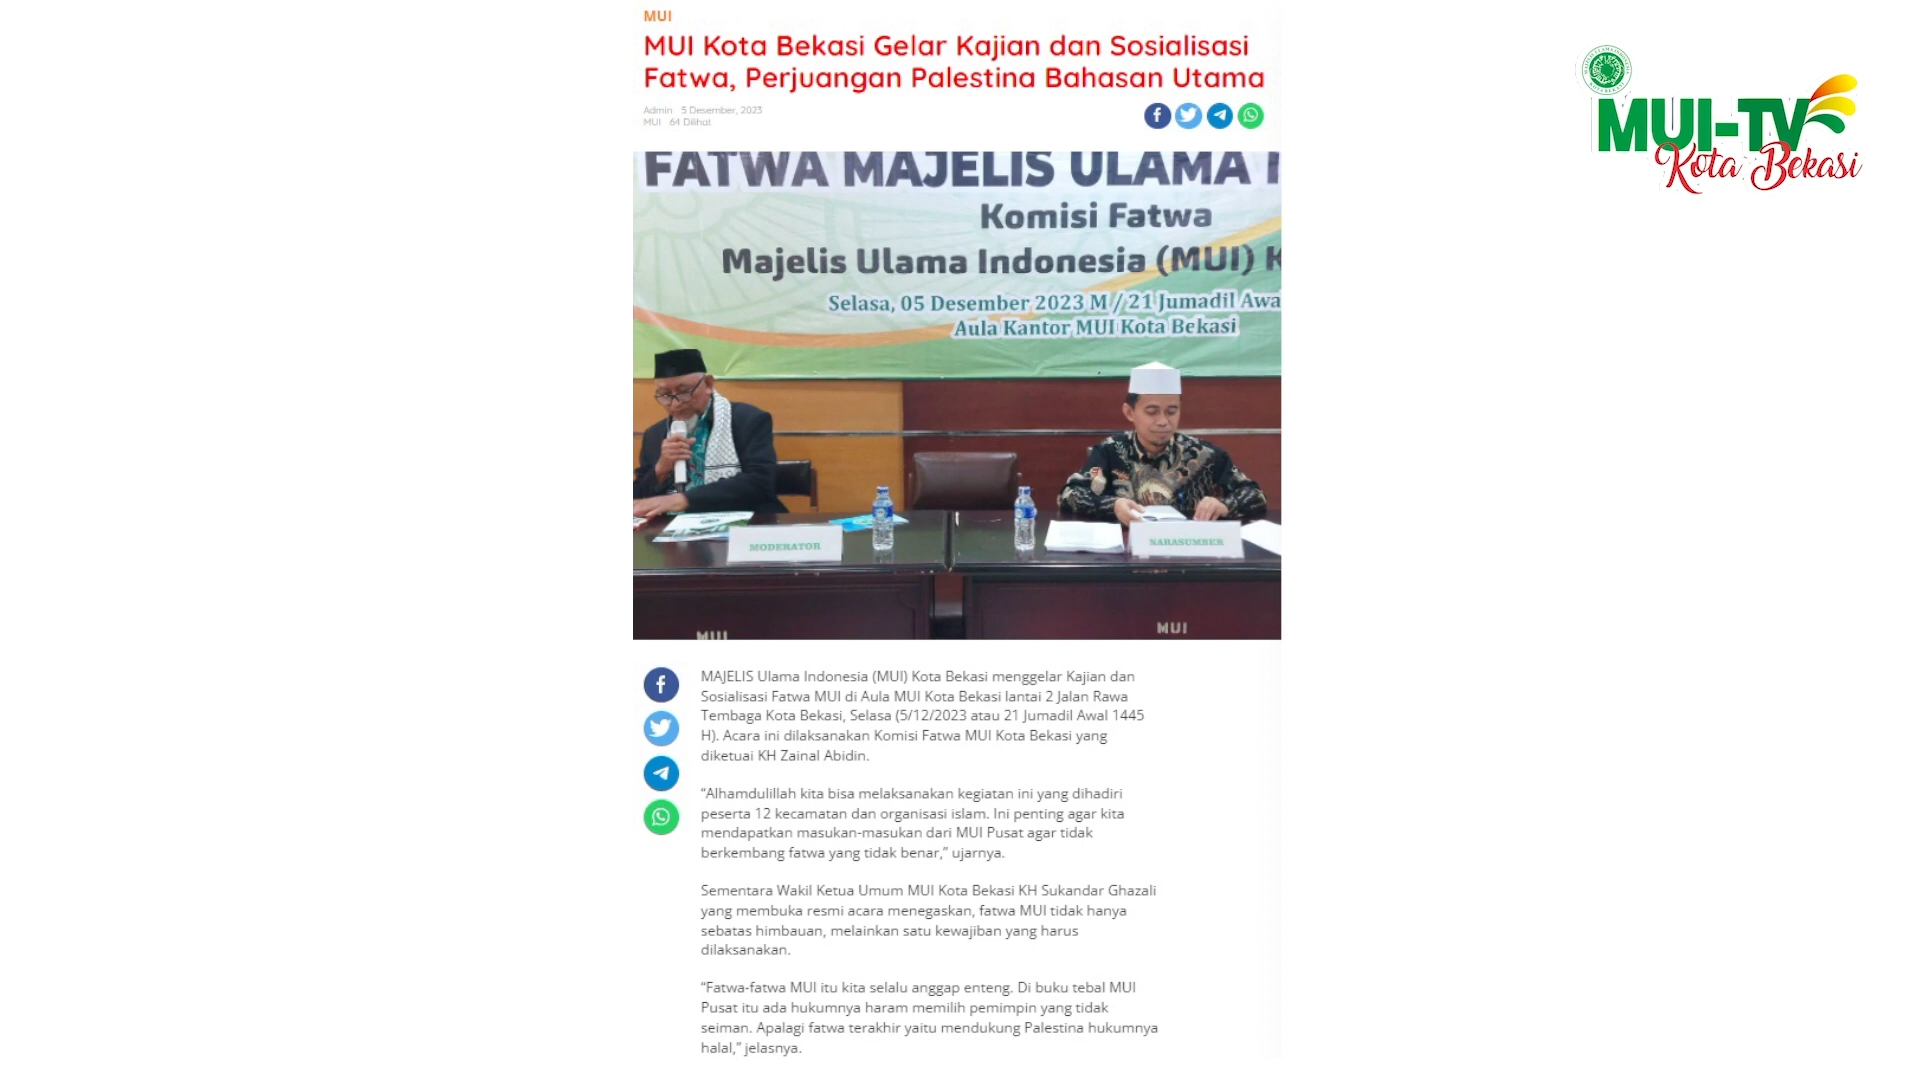 MUI
MUI Kota Bekasi Gelar Kajian dan Sosialisasi
Fatwa, Perjuangan Palestina Bahasan Utama
Admin 5 Desember, 2023
MUI 64 Dilihat
MUI-TV
Kota Bekasi
FATWA MAJELIS ULAMA I
Komisi Fatwa
Majelis Ulama Indonesia (MUI) K
Selasa, 05 Desember 2023 M / 21 Jumadil Awa
Aula Kantor MUI Kota Bekasi
MODERATOR
NARASUMBER
MUI
MUI
MAJELIS Ulama Indonesia (MUI) Kota Bekasi menggelar Kajian dan
Sosialisasi Fatwa MUI di Aula MUI Kota Bekasi lantai 2 Jalan Rawa
Tembaga Kota Bekasi, Selasa (5/12/2023 atau 21 Jumadil Awal 1445
H). Acara ini dilaksanakan Komisi Fatwa MUI Kota Bekasi yang
diketuai KH Zainal Abidin.
“Alhamdulillah kita bisa melaksanakan kegiatan ini yang dihadiri
peserta 12 kecamatan dan organisasi islam. Ini penting agar kita
mendapatkan masukan-masukan dari MUI Pusat agar tidak
berkembang fatwa yang tidak benar,” ujarnya.
Sementara Wakil Ketua Umum MUI Kota Bekasi KH Sukandar Ghazali
yang membuka resmi acara menegaskan, fatwa MUI tidak hanya
sebatas himbauan, melainkan satu kewajiban yang harus
dilaksanakan.
“Fatwa-fatwa MUI itu kita selalu anggap enteng. Di buku tebal MUI
Pusat itu ada hukumnya haram memilih pemimpin yang tidak
seiman. Apalagi fatwa terakhir yaitu mendukung Palestina hukumnya
halal,” jelasnya.